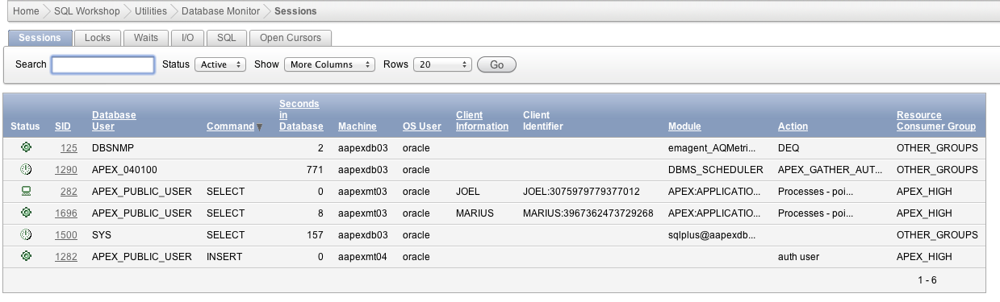 Home SQL Workshop Utilities Database Monitor Sessions
Sessions Locks Waits I/O SQL Open Cursors
Search Status Active Show More Columns Rows 20 Go
Status SID Database User Command Seconds in Database Machine OS User Client Information Client Identifier Module Action Resource Consumer Group
125 DBSNMP 2 aapexdb03 oracle emagent_AQMetri... DEQ OTHER_GROUPS
1290 APEX_040100 771 aapexdb03 oracle DBMS_SCHEDULER APEX_GATHER_AUT... OTHER_GROUPS
282 APEX_PUBLIC_USER SELECT 0 aapexmt03 oracle JOEL JOEL:3075979779377012 APEX:APPLICATIO... Processes - poi... APEX_HIGH
1696 APEX_PUBLIC_USER SELECT 8 aapexmt03 oracle MARIUS MARIUS:3967362473729268 APEX:APPLICATIO... Processes - poi... APEX_HIGH
1500 SYS SELECT 157 aapexdb03 oracle sqlplus@aapexdb... OTHER_GROUPS
1282 APEX_PUBLIC_USER INSERT 0 aapexmt04 oracle auth user APEX_HIGH
1 - 6